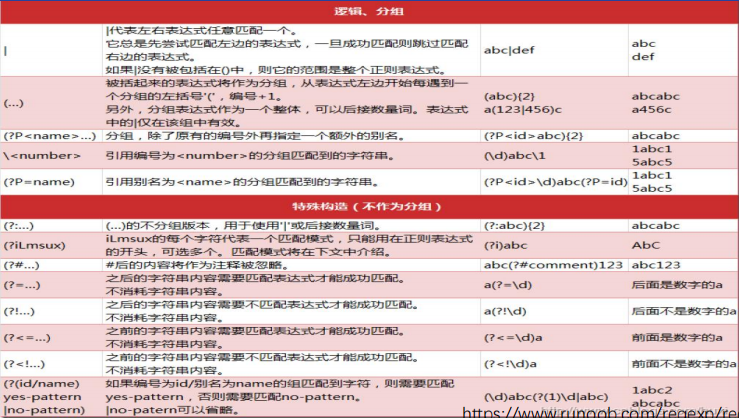 逻辑、分组
|
|代表左右表达式任意匹配一个。
它总是先尝试匹配左边的表达式，一旦成功匹配则跳过匹配
右边的表达式。
如果|没有被包括在()中，则它的范围是整个正则表达式。
abc|def
abc
def
(...)
被括起来的表达式将作为分组，从表达式左边开始每遇到一
个分组的左括号'('，编号+1。
另外，分组表达式作为一个整体，可以后接数量词。表达式
中的|仅在该组中有效。
(abc){2}
a(123|456)c
abcabc
a456c
(?P<name>...)
分组，除了原有的编号外再指定一个额外的别名。
(?P<id>abc){2}
abcabc
\<number>
引用编号为<number>的分组匹配到的字符串。
(\d)abc\1
1abc1
5abc5
(?P=name)
引用别名为<name>的分组匹配到的字符串。
(?P<id>\d)abc(?P=id)
1abc1
5abc5
特殊构造（不作为分组）
(?:...)
(...)的不分组版本，用于使用'|'或后接数量词。
(?:abc){2}
abcabc
(?iLmsux)
iLmsux的每个字符代表一个匹配模式，只能用在正则表达式
的开头，可选多个。匹配模式将在下文中介绍。
(?i)abc
AbC
(?#...)
#后的内容将作为注释被忽略。
abc(?#comment)123
abc123
(?=...)
之后的字符串内容需要匹配表达式才能成功匹配。
不消耗字符串内容。
a(?=\d)
后面是数字的a
(?!...)
之后的字符串内容需要不匹配表达式才能成功匹配。
不消耗字符串内容。
a(?!\d)
后面不是数字的a
(?<=...)
之前的字符串内容需要匹配表达式才能成功匹配。
不消耗字符串内容。
(?<=\d)a
前面是数字的a
(?<!...)
之前的字符串内容需要不匹配表达式才能成功匹配。
不消耗字符串内容。
(?<!\d)a
前面不是数字的a
(?(id/name)
yes-pattern
|no-pattern)
如果编号为id/别名为name的组匹配到字符，则需要匹配
yes-pattern，否则需要匹配no-pattern。
|no-patern可以省略。
(\d)abc(?(1)\d|abc)
1abc2
abcabc
https://www.runoob.com/regexp/re